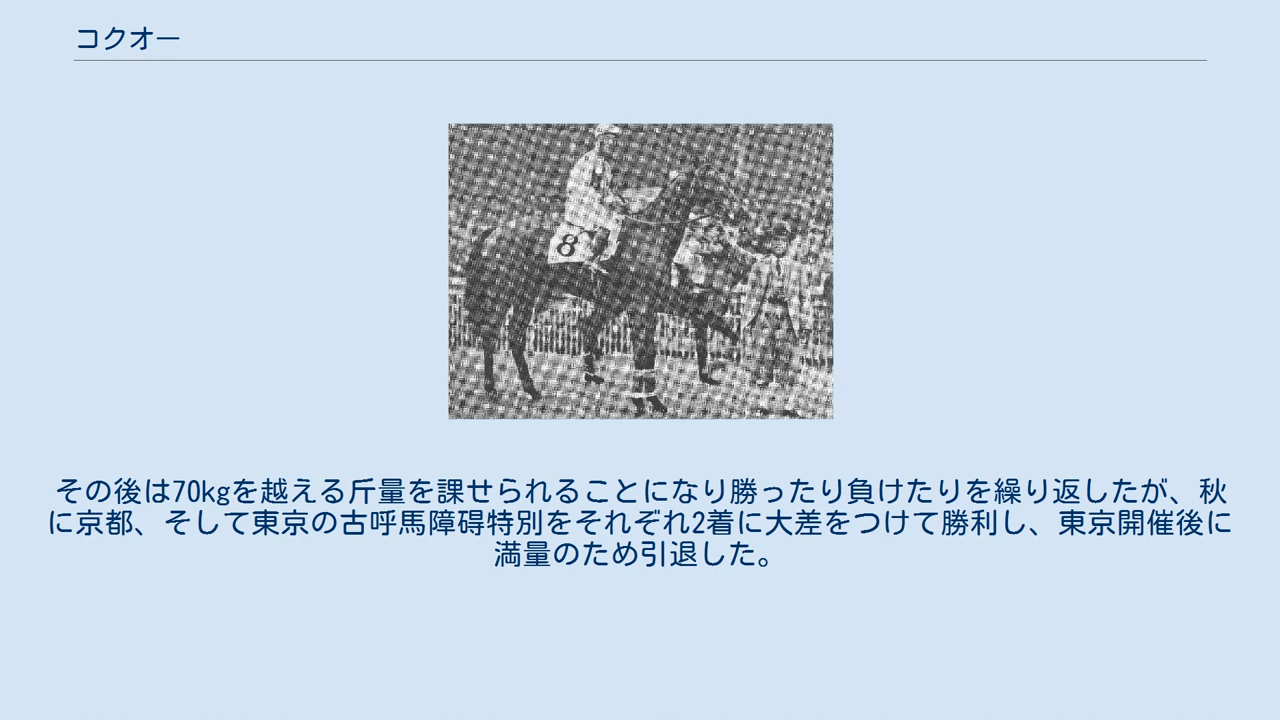 コクオー
8
その後は70kgを越える斤量を課せられることになり勝ったり負けたりを繰り返したが、秋
に京都、そして東京の古呼馬障碍特別をそれぞれ2着に大差をつけて勝利し、東京開催後に
満量のため引退した。